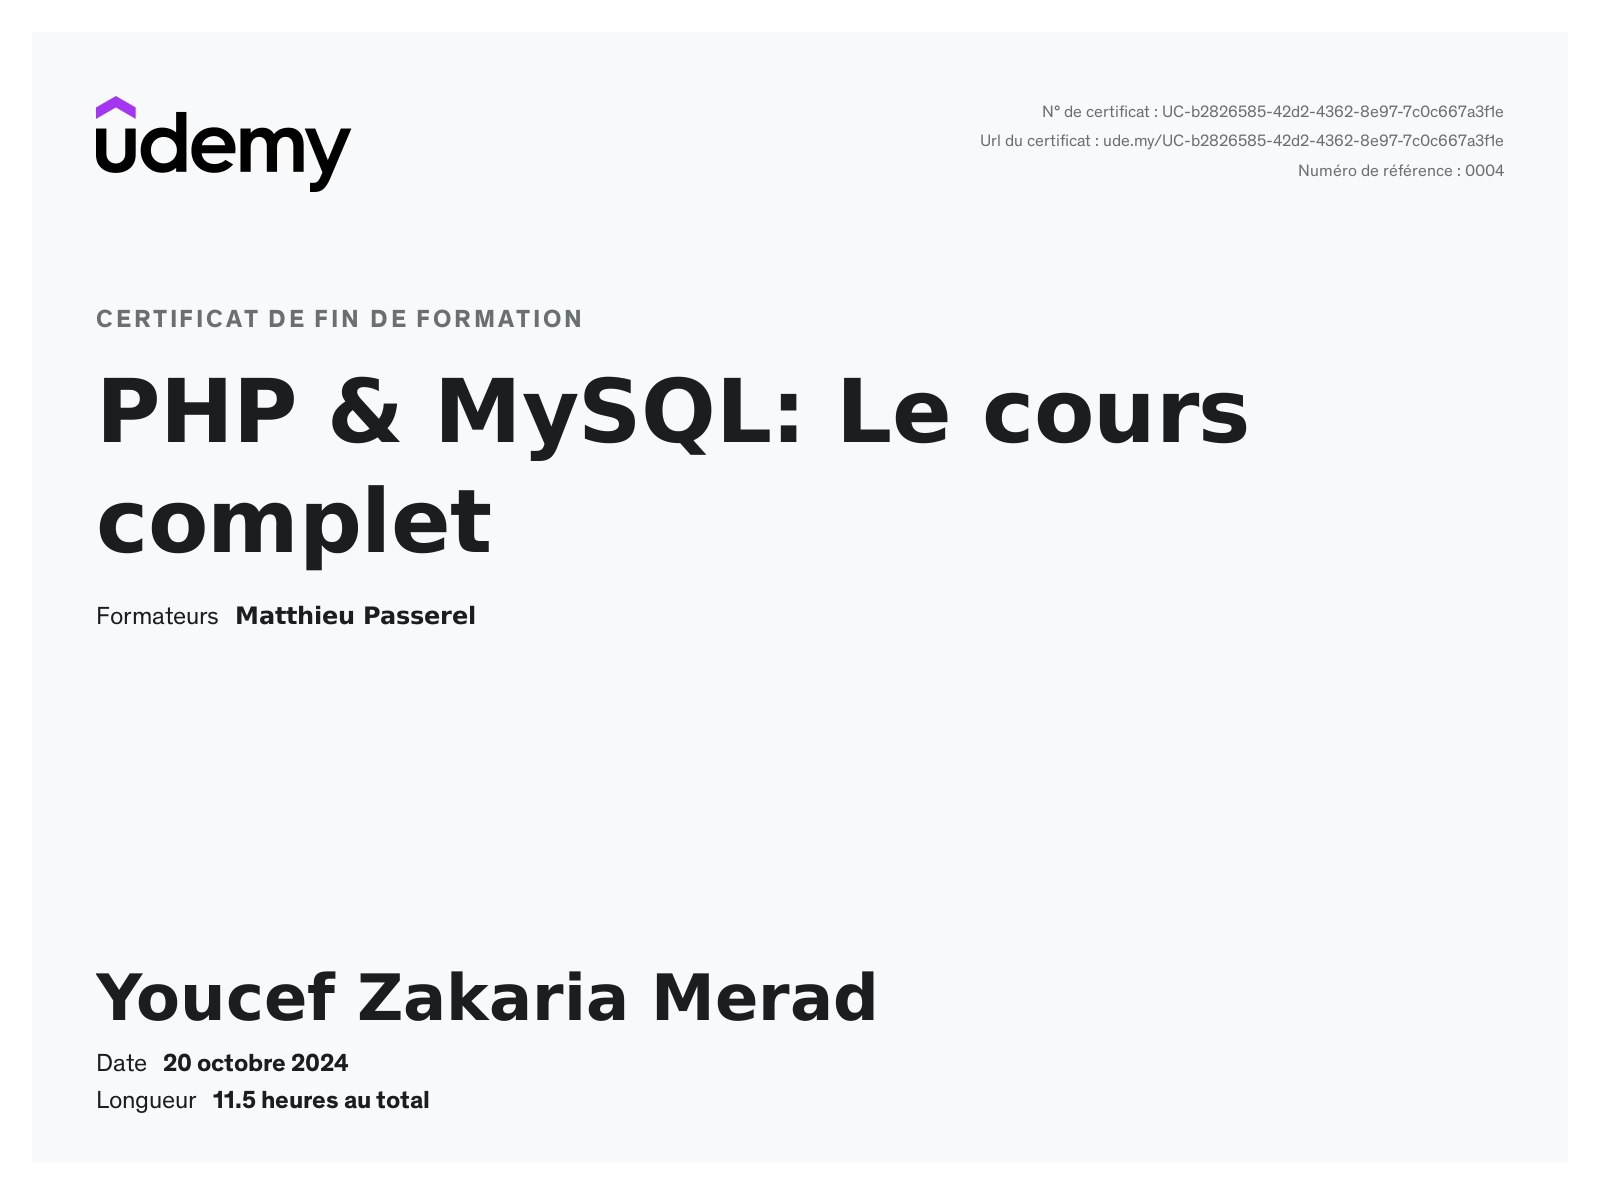 udemy
N° de certificat : UC-b2826585-42d2-4362-8e97-7c0c667a3f1e
Url du certificat : ude.my/UC-b2826585-42d2-4362-8e97-7c0c667a3f1e
Numéro de référence : 0004
CERTIFICAT DE FIN DE FORMATION
PHP & MySQL: Le cours
complet
Formateurs Matthieu Passerel
Youcef Zakaria Merad
Date 20 octobre 2024
Longueur 11.5 heures au total